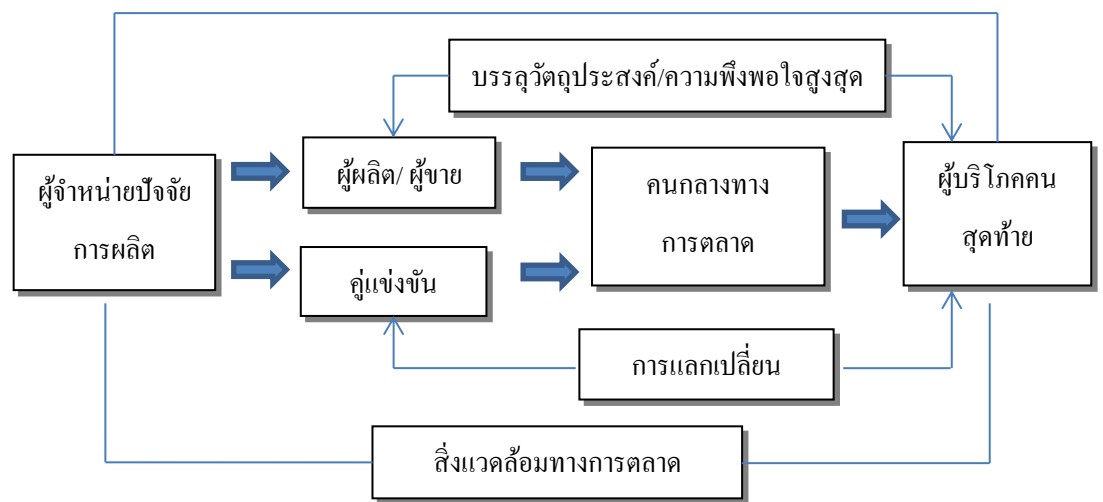 บรรลุวัตถุประสงค์/ความพึงพอใจสูงสุด
ผู้จำหน่ายปัจจัย
การผลิต
ผู้ผลิต/ ผู้ขาย
คู่แข่งขัน
คนกลางทาง
การตลาด
ผู้บริโภคคน
สุดท้าย
การแลกเปลี่ยน
สิ่งแวดล้อมทางการตลาด